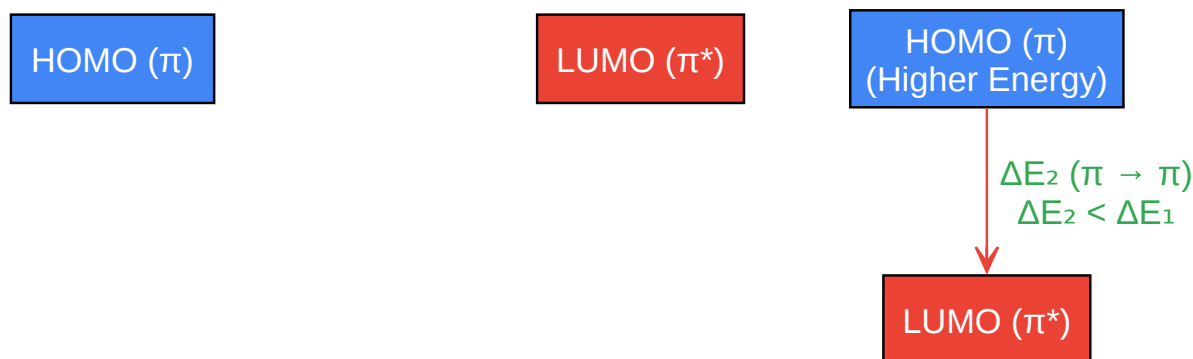 HOMO (π)
LUMO (π*)
HOMO (π)
(Higher Energy)
ΔE₂ (π → π)
ΔE₂ < ΔE₁
LUMO (π*)